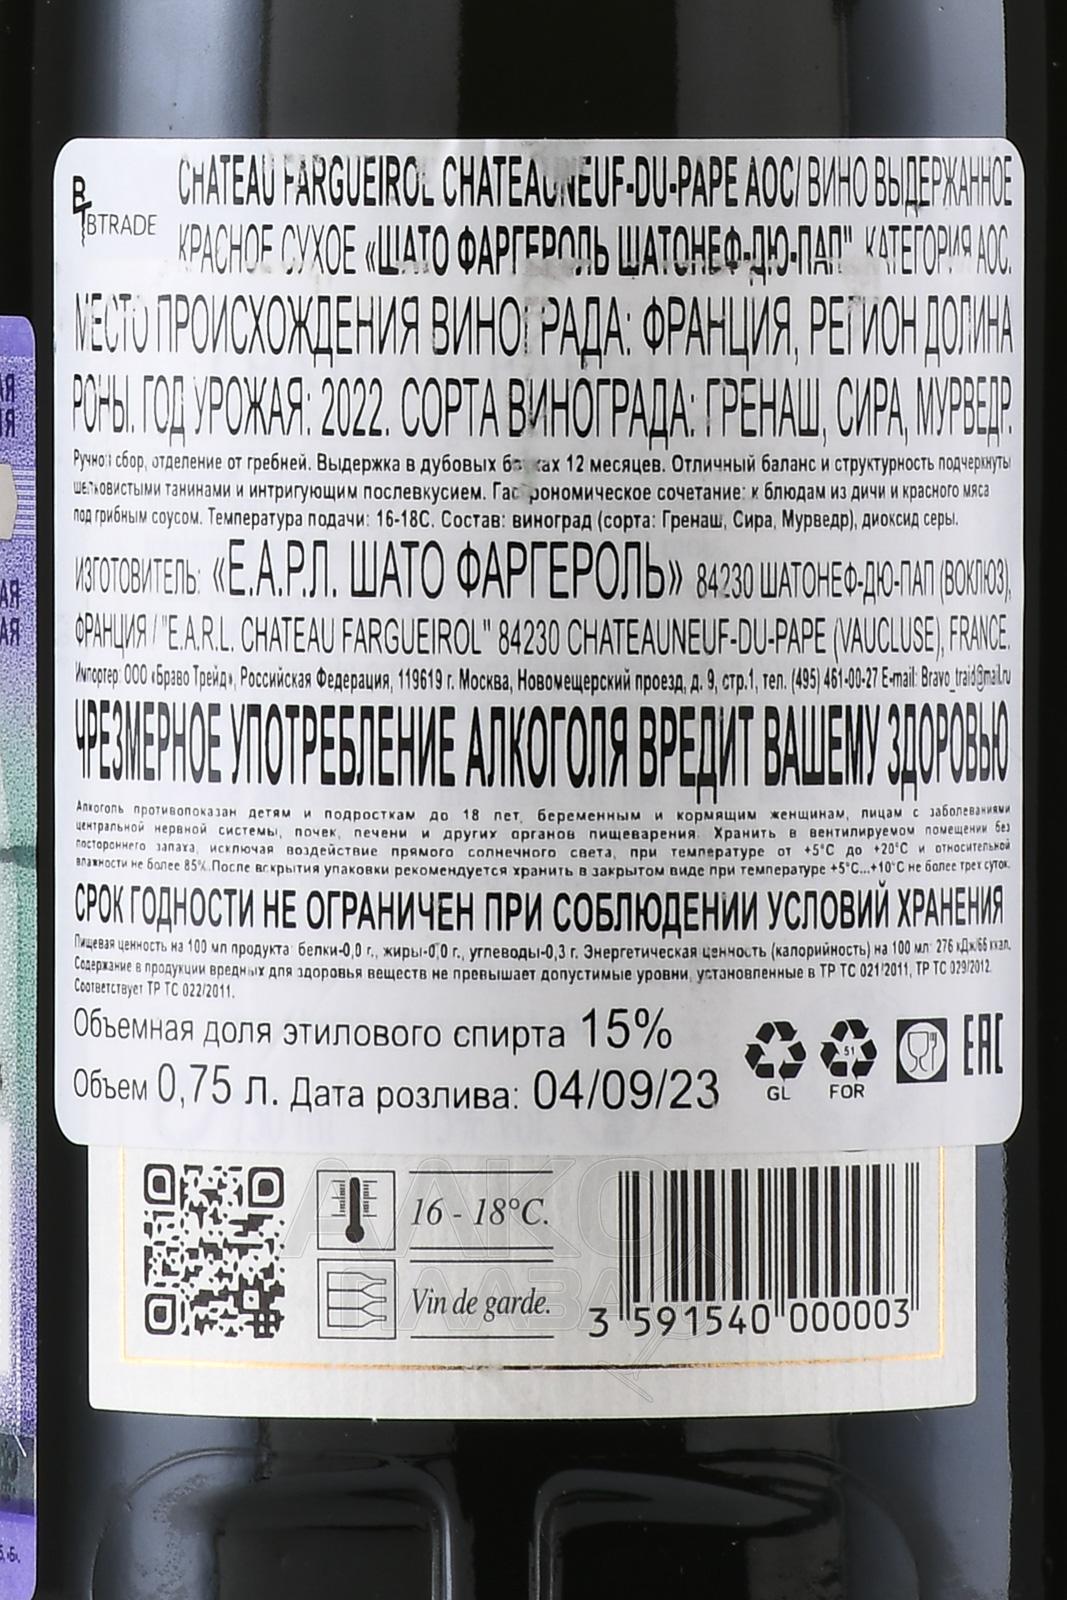 BTRADE
CHATEAU FARGUEIROL CHATEAUNEUF-DU-PAPE AOC/ ВИНО ВЫДЕРЖАННОЕ
КРАСНОЕ СУХОЕ «ШАТО ФАРГЕРОЛЬ ШАТОНЕФ-ДЮ-ПАП" КАТЕГОРИЯ АОС.
МЕСТО ПРОИСХОЖДЕНИЯ ВИНОГРАДА: ФРАНЦИЯ, РЕГИОН ДОЛИНА
РОНЫ. ГОД УРОЖАЯ: 2022. СОРТА ВИНОГРАДА: ГРЕНАШ, СИРА, МУРВЕДР.
Ручной сбор, отделение от гребней. Выдержка в дубовых бочках 12 месяцев. Отличный баланс и структурность подчеркнуты
шелковистыми танинами и интригующим послевкусием. Гастрономическое сочетание: к блюдам из дичи и красного мяса
под грибным соусом. Температура подачи: 16-18С. Состав: виноград (сорта: Гренаш, Сира, Мурведр), диоксид серы.
ИЗГОТОВИТЕЛЬ: «Е.А.Р.Л. ШАТО ФАРГЕРОЛЬ» 84230 ШАТОНЕФ-ДЮ-ПАП (ВОКЛЮЗ),
ФРАНЦИЯ / "E.A.R.L. CHATEAU FARGUEIROL" 84230 CHATEAUNEUF-DU-PAPE (VAUCLUSE), FRANCE.
Импортер: ООО «Браво Трейд», Российская Федерация, 119619 г. Москва, Новомещерский проезд, д. 9, стр.1, тел. (495) 461-00-27 E-mail: Bravo_traid@mail.ru
ЧРЕЗМЕРНОЕ УПОТРЕБЛЕНИЕ АЛКОГОЛЯ ВРЕДИТ ВАШЕМУ ЗДОРОВЬЮ
Алкоголь противопоказан детям и подросткам до 18 лет, беременным и кормящим женщинам, лицам с заболеваниями
центральной нервной системы, почек, печени и других органов пищеварения. Хранить в вентилируемом помещении без
постороннего запаха, исключая воздействие прямого солнечного света, при температуре от +5°С до +20°С и относительной
влажности не более 85%.После вскрытия упаковки рекомендуется хранить в закрытом виде при температуре +5°С...+10°С не более трех суток.
СРОК ГОДНОСТИ НЕ ОГРАНИЧЕН ПРИ СОБЛЮДЕНИИ УСЛОВИЙ ХРАНЕНИЯ
Пищевая ценность на 100 мл продукта: белки-0,0 г., жиры-0,0 г., углеводы-0,3 г. Энергетическая ценность (калорийность) на 100 мл: 276 кДж/66 ккал.
Содержание в продукции вредных для здоровья веществ не превышает допустимые уровни, установленные в ТР ТС 021/2011, ТР ТС 029/2012.
Соответствует ТР ТС 022/2011.
Объемная доля этилового спирта 15%
Объем 0,75 л. Дата розлива: 04/09/23
GL
51
FOR
EAC
16 - 18°C.
Vin de garde.
3 591540 000003